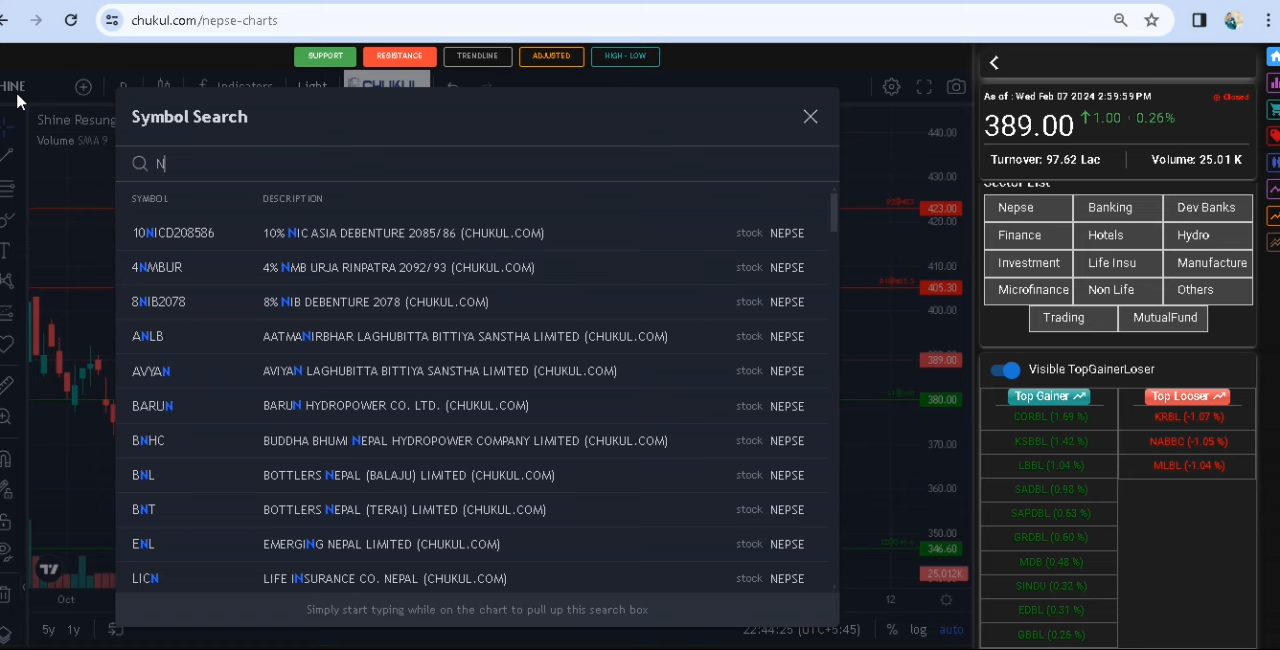 chukul.com/nepse-charts
SUPPORT
RESISTANCE
TRENDLINE
ADJUSTED
HIGH - LOW
HINE
D
Indicators
Light
CHUKUL
Shine Resung
Volume SMA 9
Symbol Search
N
SYMBOL DESCRIPTION
10NICD208586 10% NIC ASIA DEBENTURE 2085/86 (CHUKUL.COM) stock NEPSE
4NMBUR 4% NMB URJA RINPATRA 2092/93 (CHUKUL.COM) stock NEPSE
8NIB2078 8% NIB DEBENTURE 2078 (CHUKUL.COM) stock NEPSE
ANLB AATMANIRBHAR LAGHUBITTA BITTIYA SANSTHA LIMITED (CHUKUL.COM) stock NEPSE
AVYAN AVIYAN LAGHUBITTA BITTIYA SANSTHA LIMITED (CHUKUL.COM) stock NEPSE
BARUN BARUN HYDROPOWER CO. LTD. (CHUKUL.COM) stock NEPSE
BNHC BUDDHA BHUMI NEPAL HYDROPOWER COMPANY LIMITED (CHUKUL.COM) stock NEPSE
BNL BOTTLERS NEPAL (BALAJU) LIMITED (CHUKUL.COM) stock NEPSE
BNT BOTTLERS NEPAL (TERAI) LIMITED (CHUKUL.COM) stock NEPSE
ENL EMERGING NEPAL LIMITED (CHUKUL.COM) stock NEPSE
LICN LIFE INSURANCE CO. NEPAL (CHUKUL.COM) stock NEPSE
Simply start typing while on the chart to pull up this search box
440.00
430.00
423.00
420.00
410.00
405.30
400.00
389.00
380.00
370.00
360.00
350.00
346.60
25.012K
Oct
12
5y 1y
22:44:25 (UTC+5:45)
% log auto
As of : Wed Feb 07 2024 2:59:59 PM
Closed
389.00 ↑1.00 · 0.26%
Turnover: 97.62 Lac
Volume: 25.01 K
Sector List
Nepse Banking Dev Banks
Finance Hotels Hydro
Investment Life Insu Manufacture
Microfinance Non Life Others
Trading MutualFund
Visible TopGainerLoser
Top Gainer Top Looser
CORBL (1.69 %) KRBL (-1.07 %)
KSBBL (1.42 %) NABBC (-1.05 %)
LBBL (1.04 %) MLBL (-1.04 %)
SADBL (0.98 %)
SAPDBL (0.63 %)
GRDBL (0.60 %)
MDB (0.48 %)
SINDU (0.32 %)
EDBL (0.31 %)
GBBL (0.26 %)